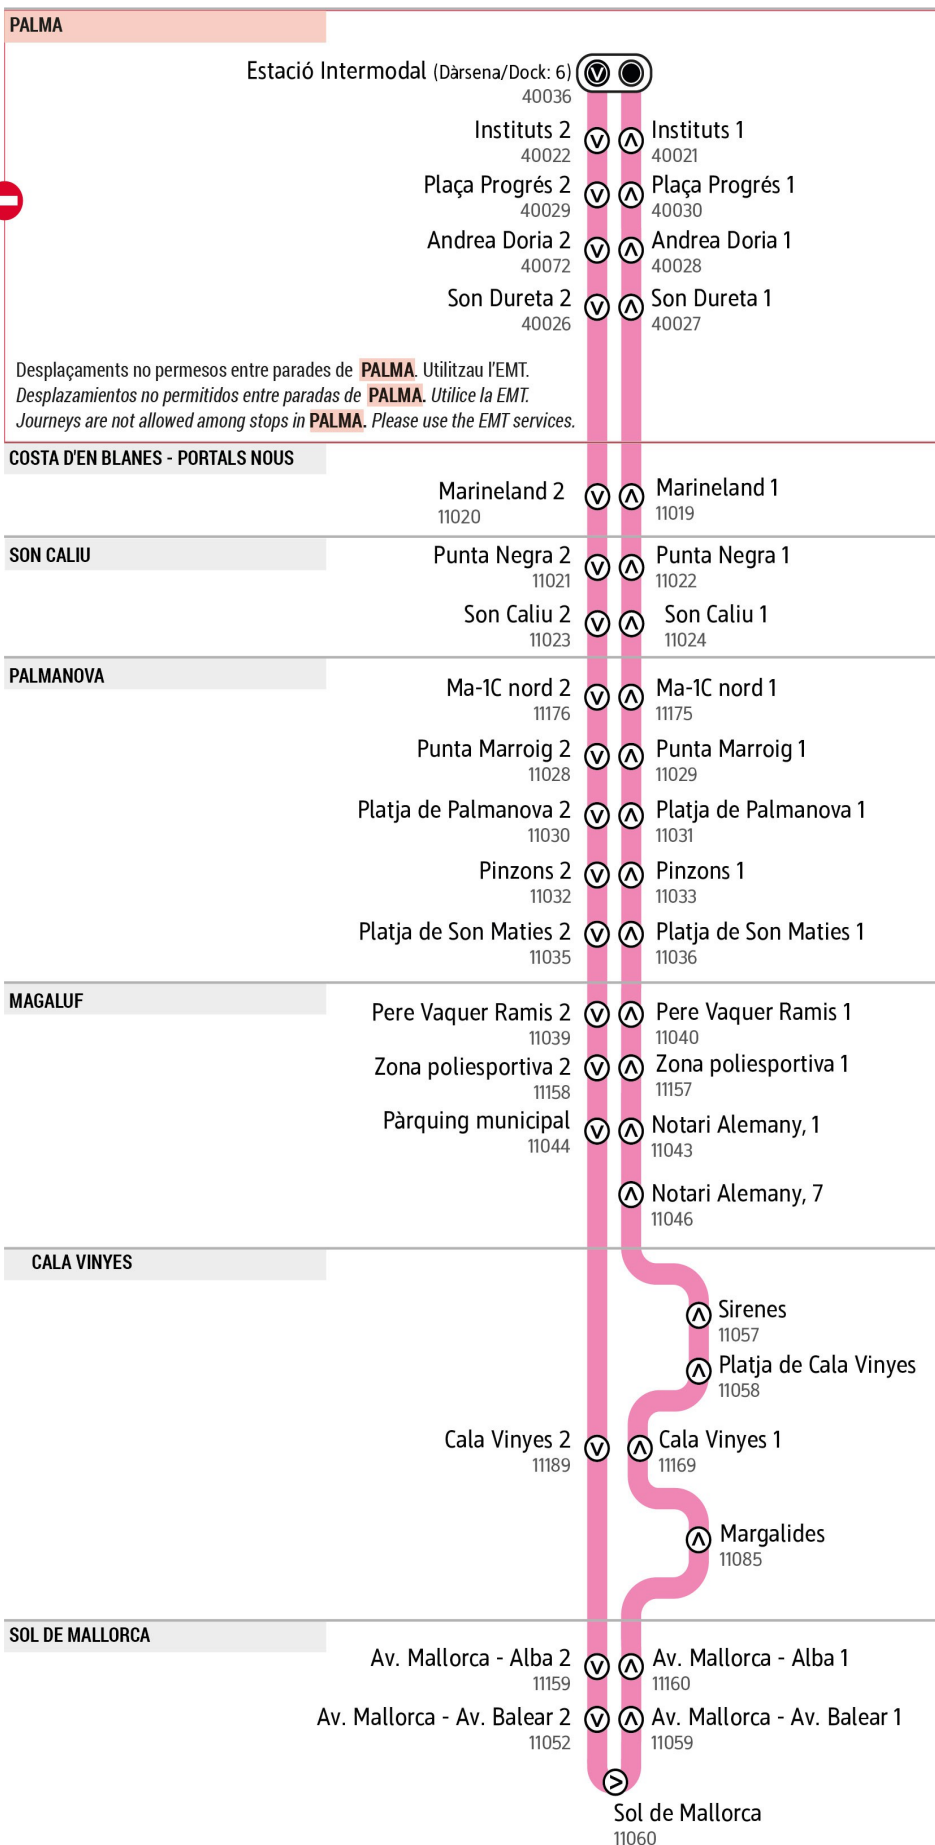 PALMA
Estació Intermodal (Dàrsena/Dock: 6)
40036
Instituts 2
40022
Instituts 1
40021
Plaça Progrés 2
40029
Plaça Progrés 1
40030
Andrea Doria 2
40072
Andrea Doria 1
40028
Son Dureta 2
40026
Son Dureta 1
40027
Desplaçaments no permesos entre parades de PALMA. Utilitzau l'EMT.
Desplazamientos no permitidos entre paradas de PALMA. Utilice la EMT.
Journeys are not allowed among stops in PALMA. Please use the EMT services.
COSTA D'EN BLANES - PORTALS NOUS
Marineland 2
11020
Marineland 1
11019
SON CALIU
Punta Negra 2
11021
Punta Negra 1
11022
Son Caliu 2
11023
Son Caliu 1
11024
PALMANOVA
Ma-1C nord 2
11176
Ma-1C nord 1
11175
Punta Marroig 2
11028
Punta Marroig 1
11029
Platja de Palmanova 2
11030
Platja de Palmanova 1
11031
Pinzons 2
11032
Pinzons 1
11033
Platja de Son Maties 2
11035
Platja de Son Maties 1
11036
MAGALUF
Pere Vaquer Ramis 2
11039
Pere Vaquer Ramis 1
11040
Zona poliesportiva 2
11158
Zona poliesportiva 1
11157
Pàrquing municipal
11044
Notari Alemany, 1
11043
Notari Alemany, 7
11046
CALA VINYES
Sirenes
11057
Platja de Cala Vinyes
11058
Cala Vinyes 2
11189
Cala Vinyes 1
11169
Margalides
11085
SOL DE MALLORCA
Av. Mallorca - Alba 2
11159
Av. Mallorca - Alba 1
11160
Av. Mallorca - Av. Balear 2
11052
Av. Mallorca - Av. Balear 1
11059
Sol de Mallorca
11060